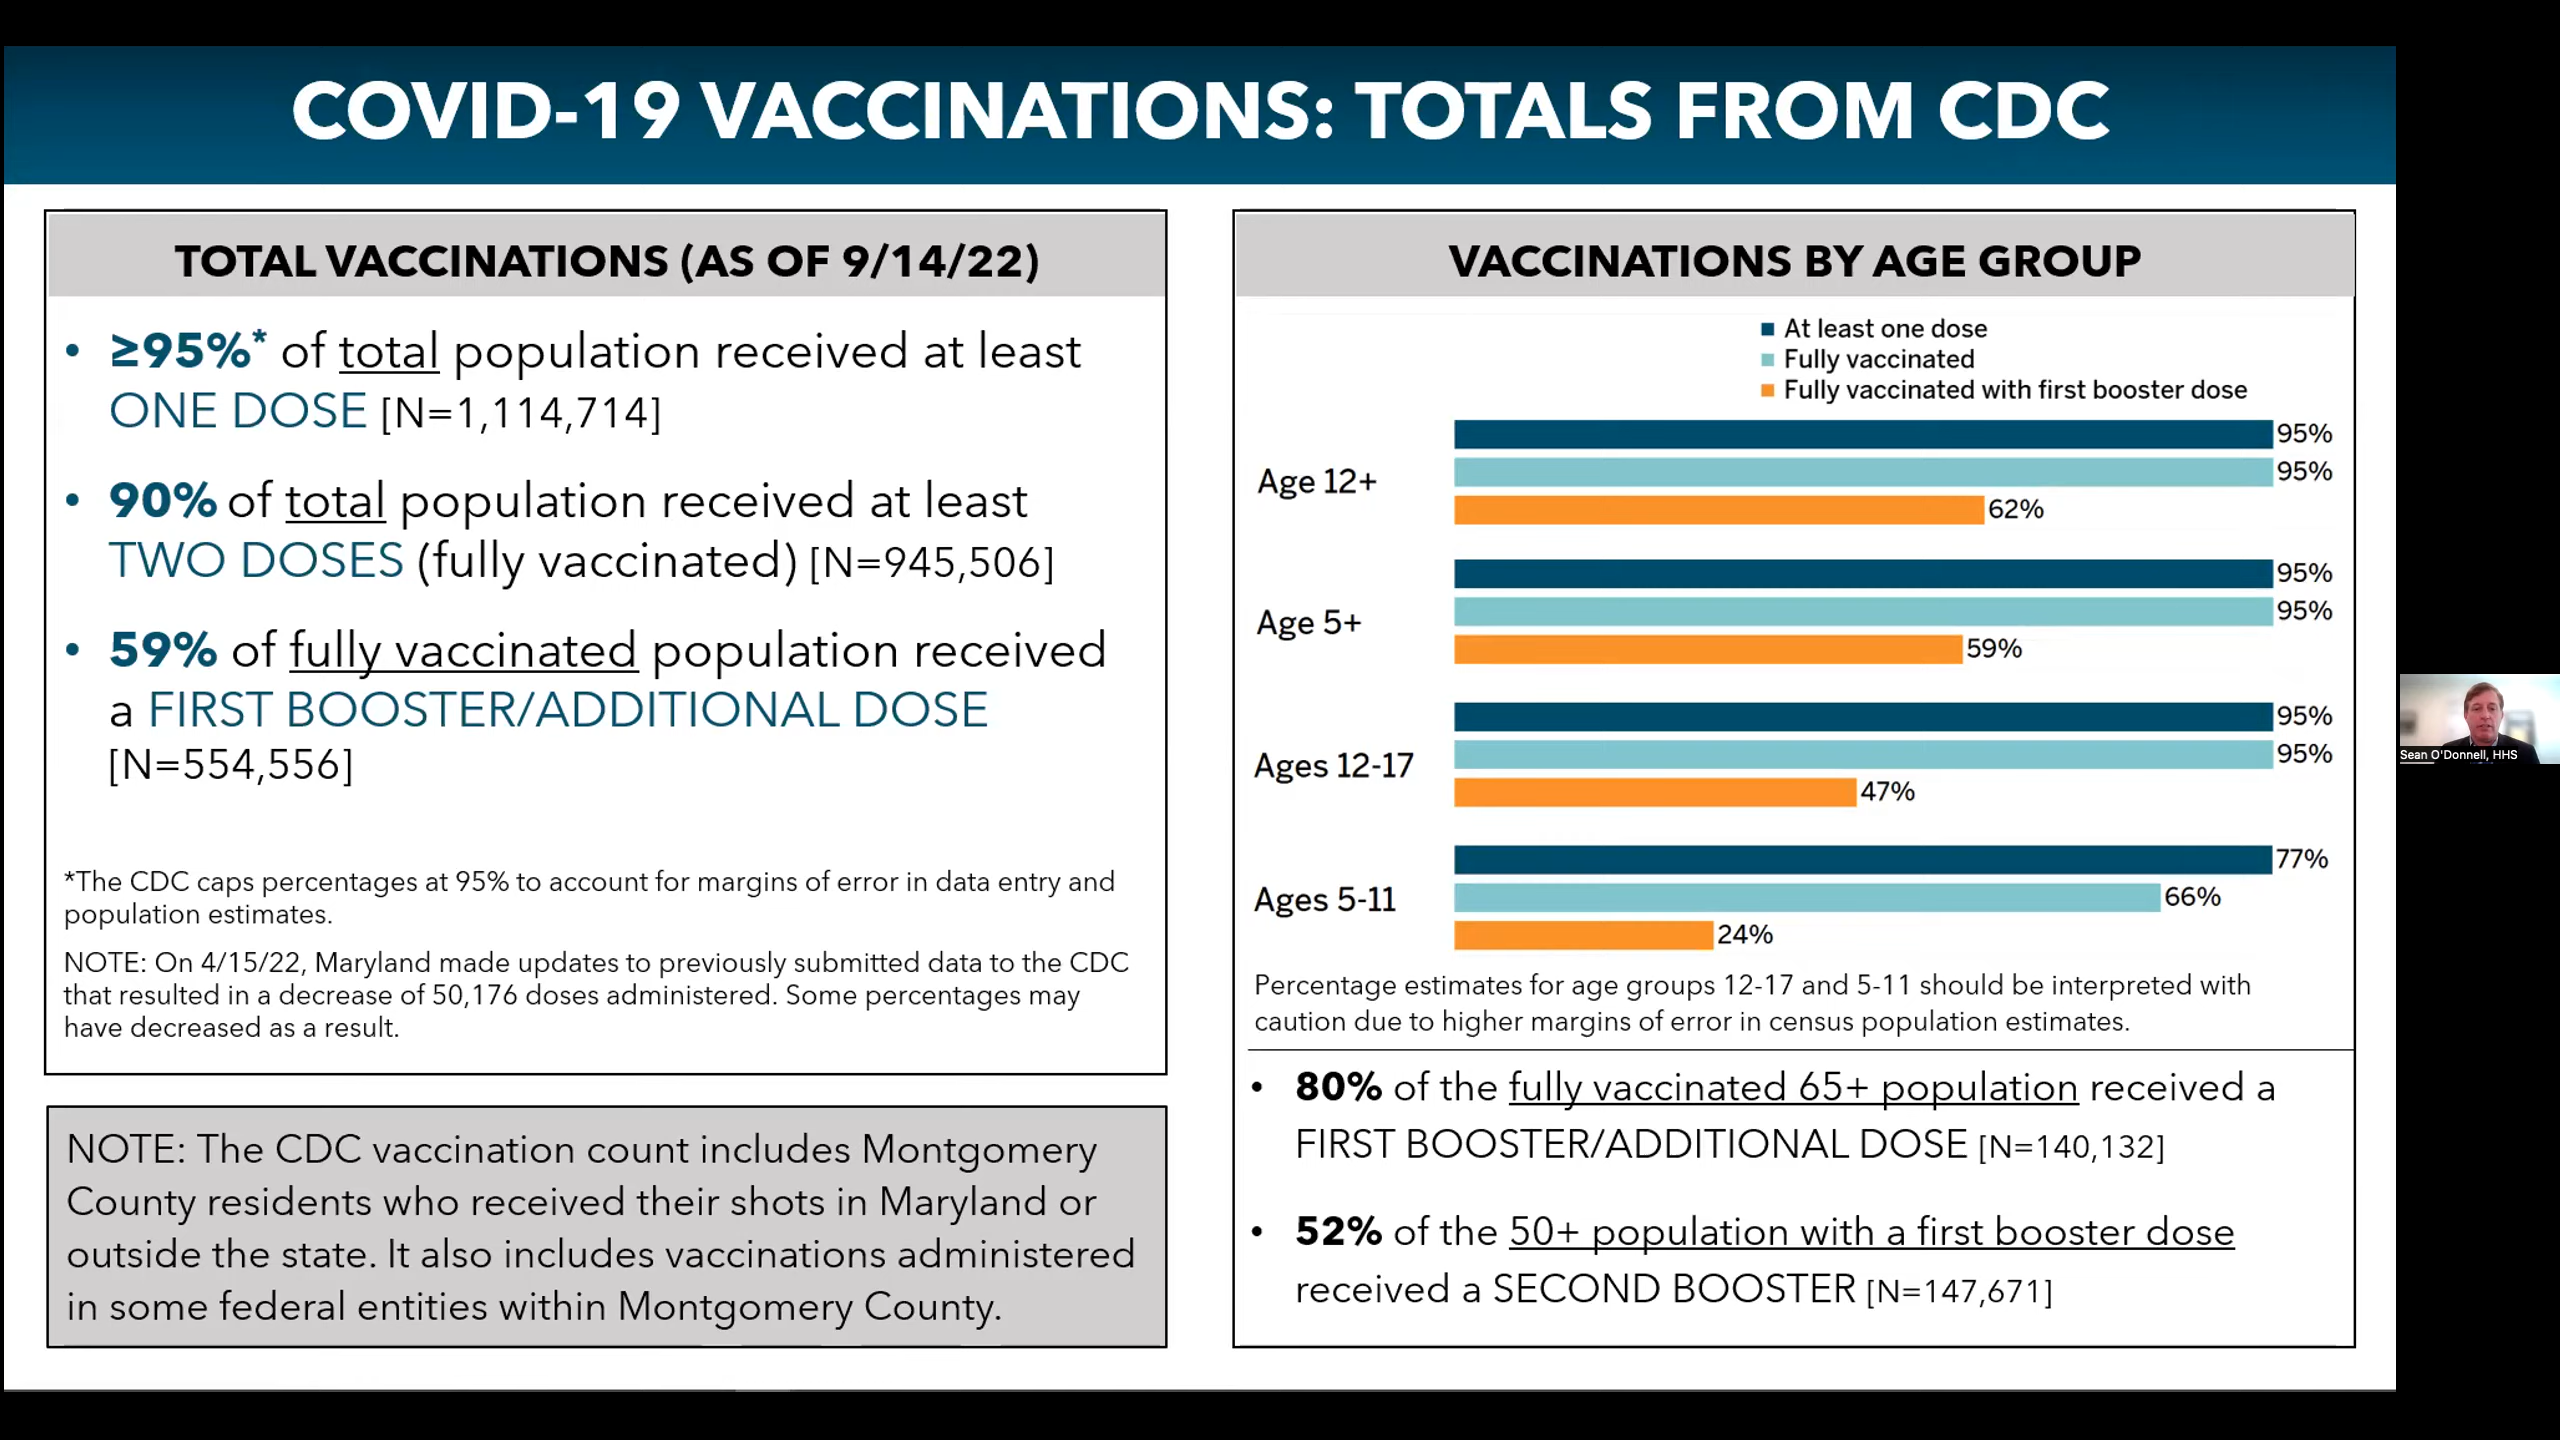 COVID-19 VACCINATIONS: TOTALS FROM CDC
TOTAL VACCINATIONS (AS OF 9/14/22)
• ≥95%* of total population received at least
ONE DOSE [N=1,114,714]
• 90% of total population received at least
TWO DOSES (fully vaccinated) [N=945,506]
• 59% of fully vaccinated population received
a FIRST BOOSTER/ADDITIONAL DOSE
[N=554,556]
*The CDC caps percentages at 95% to account for margins of error in data entry and
population estimates.
NOTE: On 4/15/22, Maryland made updates to previously submitted data to the CDC
that resulted in a decrease of 50,176 doses administered. Some percentages may
have decreased as a result.
NOTE: The CDC vaccination count includes Montgomery
County residents who received their shots in Maryland or
outside the state. It also includes vaccinations administered
in some federal entities within Montgomery County.
VACCINATIONS BY AGE GROUP
At least one dose
Fully vaccinated
Fully vaccinated with first booster dose
Age 12+
95%
95%
62%
Age 5+
95%
95%
59%
Ages 12-17
95%
95%
47%
Ages 5-11
77%
66%
24%
Percentage estimates for age groups 12-17 and 5-11 should be interpreted with
caution due to higher margins of error in census population estimates.
• 80% of the fully vaccinated 65+ population received a
FIRST BOOSTER/ADDITIONAL DOSE [N=140,132]
• 52% of the 50+ population with a first booster dose
received a SECOND BOOSTER [N=147,671]
Sean O'Donnell, HHS